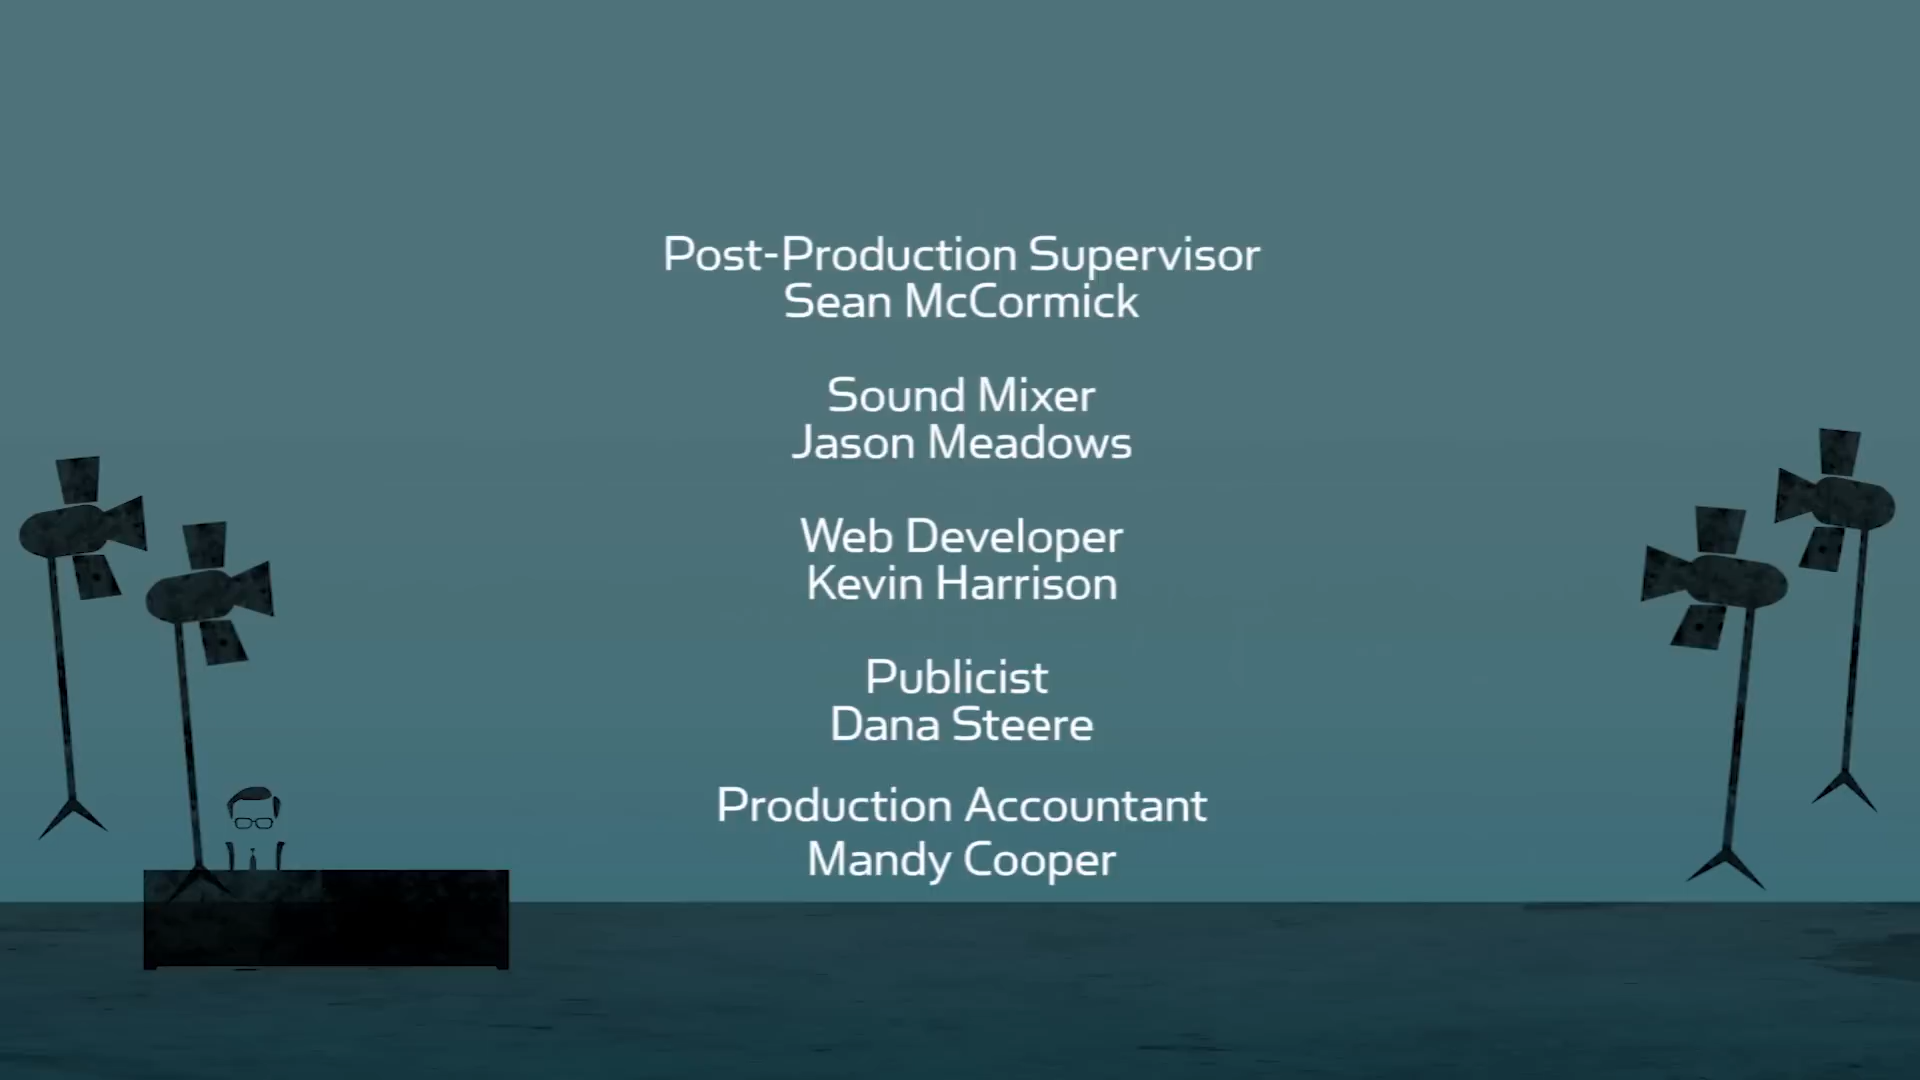 Post-Production Supervisor
Sean McCormick
Sound Mixer
Jason Meadows
Web Developer
Kevin Harrison
Publicist
Dana Steere
Production Accountant
Mandy Cooper